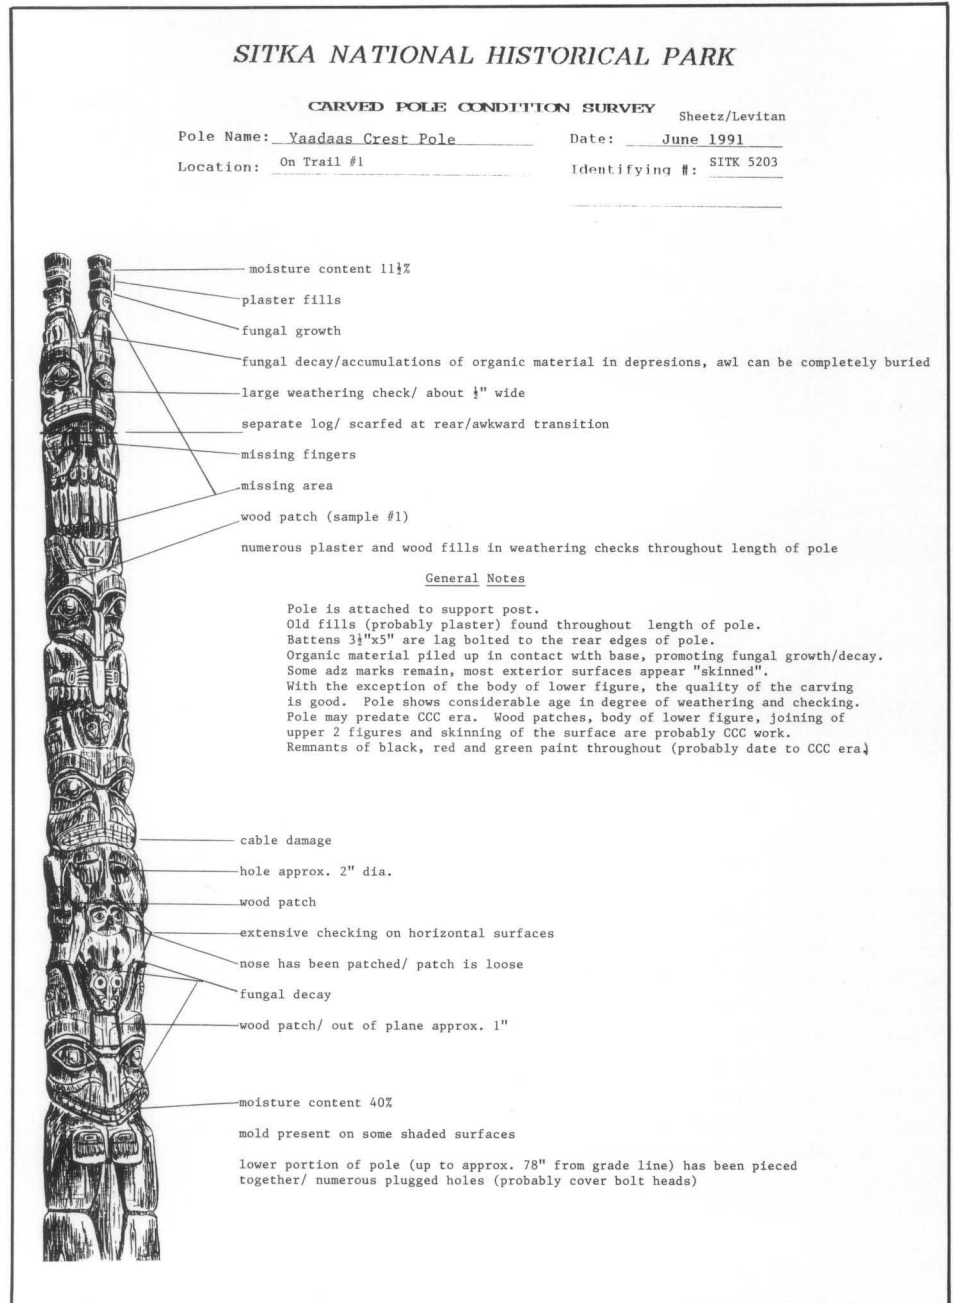 SITKA NATIONAL HISTORICAL PARK
CARVED POLE CONDITION SURVEY
Sheetz/Levitan
Pole Name: Yaadaas Crest Pole Date: June 1991
Location: On Trail #1 Identifying #: SITK 5203
moisture content 11½%
plaster fills
fungal growth
fungal decay/accumulations of organic material in depresions, awl can be completely buried
large weathering check/ about ½" wide
separate log/ scarfed at rear/awkward transition
missing fingers
missing area
wood patch (sample #1)
numerous plaster and wood fills in weathering checks throughout length of pole
General Notes
Pole is attached to support post.
Old fills (probably plaster) found throughout length of pole.
Battens 3½"x5" are lag bolted to the rear edges of pole.
Organic material piled up in contact with base, promoting fungal growth/decay.
Some adz marks remain, most exterior surfaces appear "skinned".
With the exception of the body of lower figure, the quality of the carving
is good. Pole shows considerable age in degree of weathering and checking.
Pole may predate CCC era. Wood patches, body of lower figure, joining of
upper 2 figures and skinning of the surface are probably CCC work.
Remnants of black, red and green paint throughout (probably date to CCC era)
cable damage
hole approx. 2" dia.
wood patch
extensive checking on horizontal surfaces
nose has been patched/ patch is loose
fungal decay
wood patch/ out of plane approx. 1"
moisture content 40%
mold present on some shaded surfaces
lower portion of pole (up to approx. 78" from grade line) has been pieced
together/ numerous plugged holes (probably cover bolt heads)